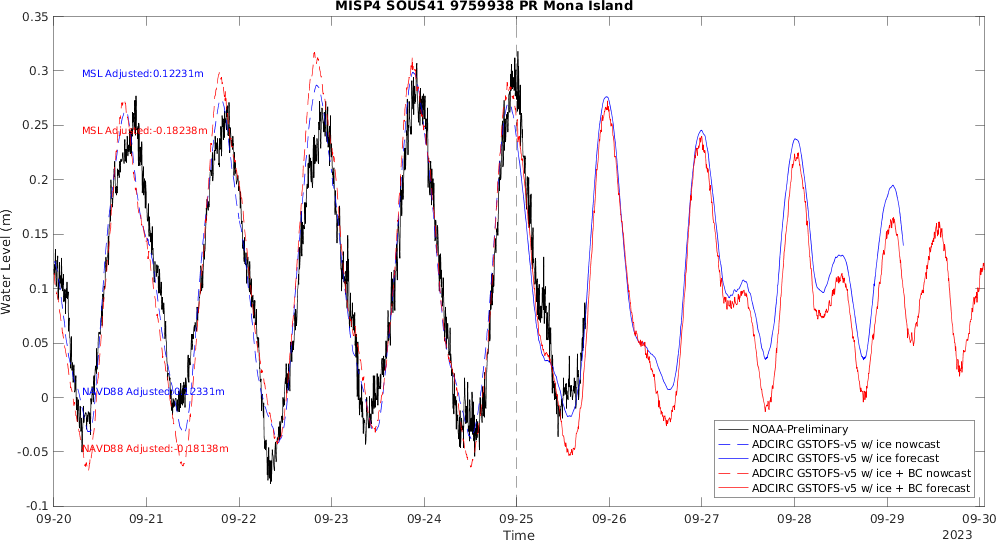 MISP4 SOUS41 9759938 PR Mona Island
0.35
0.3
0.25
0.2
0.15
0.1
0.05
0
-0.05
-0.1
Water Level (m)
MSL Adjusted:0.12231m
MSL Adjusted:-0.18238m
NAVD88 Adjusted:0.12331m
NAVD88 Adjusted:-0.18138m
NOAA-Preliminary
ADCIRC GSTOFS-v5 w/ ice nowcast
ADCIRC GSTOFS-v5 w/ ice forecast
ADCIRC GSTOFS-v5 w/ ice + BC nowcast
ADCIRC GSTOFS-v5 w/ ice + BC forecast
09-20 09-21 09-22 09-23 09-24 09-25 09-26 09-27 09-28 09-29 09-30
Time
2023